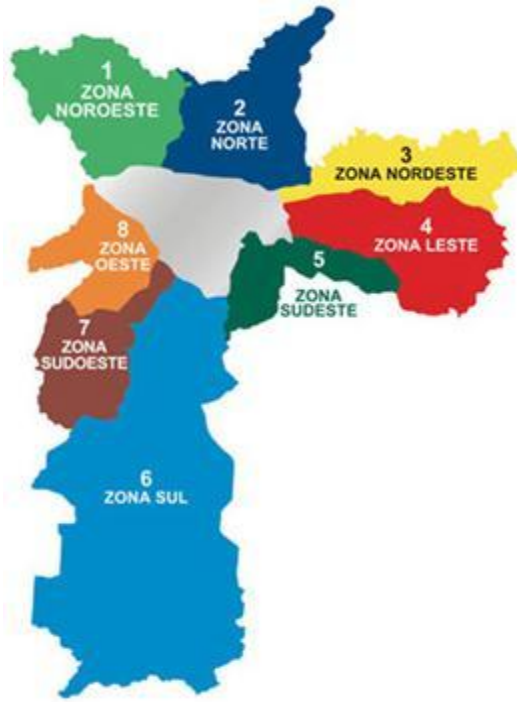 1
ZONA
NOROESTE
2
ZONA
NORTE
3
ZONA NORDESTE
4
ZONA LESTE
5
ZONA
SUDESTE
8
ZONA
OESTE
7
ZONA
SUDOESTE
6
ZONA SUL